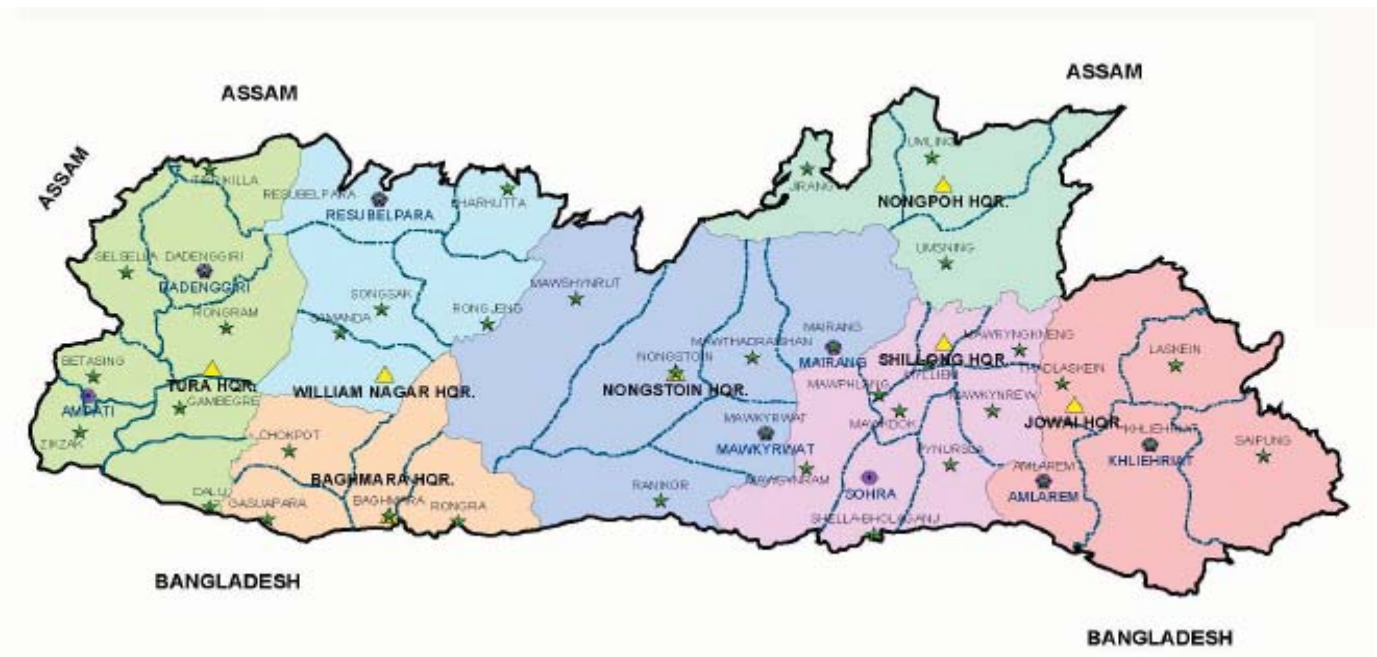 ASSAM
ASSAM
ASSAM
UMLING
TIKRIKILLA
RESUBELPARA
RESUBELPARA
KHARHUTTA
JIRANG
NONGPOH HQR.
SELSELLA
DADENGGIRI
DADENGGIRI
UMSNING
MAWSHYNRUT
SONGSAK
SAMANDA
RONGJENG
RONGRAM
MAIRANG
MAIRANG
MAWRYNGKNENG
NONGSTOIN
MAWTHADRAISHAN
SHILLONG HQR.
MYLLIEM
LASKEIN
BETASING
TURA HQR.
WILLIAM NAGAR HQR.
NONGSTOIN HQR.
MAWPHLANG
THADLASKEIN
GAMBEGRE
AMPATI
MAWKYNREW
MAWKYRWAT
MAWKYRWAT
JOWAI HQR.
KHLIEHRIAT
KHLIEHRIAT
ZIKZAK
CHOKPOT
PYNURSLA
SAIPUNG
BAGHMARA HQR.
MAWSYNRAM
AMLAREM
AMLAREM
RANIKOR
SOHRA
DALU
GASUAPARA
BAGHMARA
RONGRA
SHELLA-BHOLAGANJ
BANGLADESH
BANGLADESH